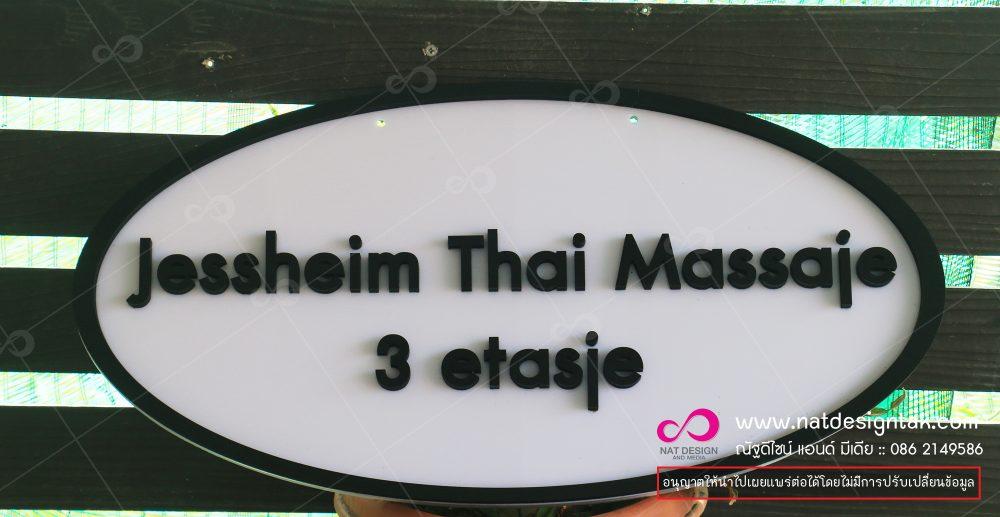 Jessheim Thai Massaje
3 etasje
www.natdesigntak.com
NAT DESIGN
AND MEDIA
ณัฐดีไซน์ แอนด์ มีเดีย :: 086 2149586
อนุญาตให้นำไปเผยแพร่ต่อได้โดยไม่มีการปรับเปลี่ยนข้อมูล